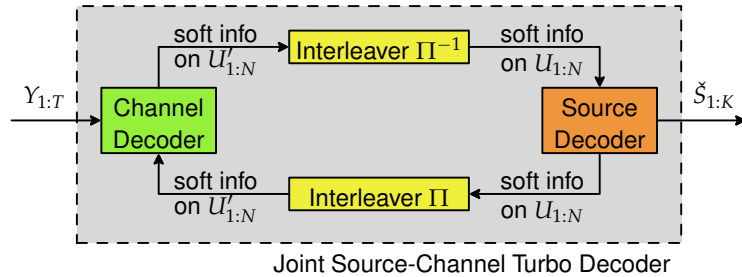 soft info
on U′₁:N
Interleaver Π⁻¹
soft info
on U₁:N
Y₁:T
Channel
Decoder
Source
Decoder
Š₁:K
soft info
on U′₁:N
Interleaver Π
soft info
on U₁:N
Joint Source-Channel Turbo Decoder